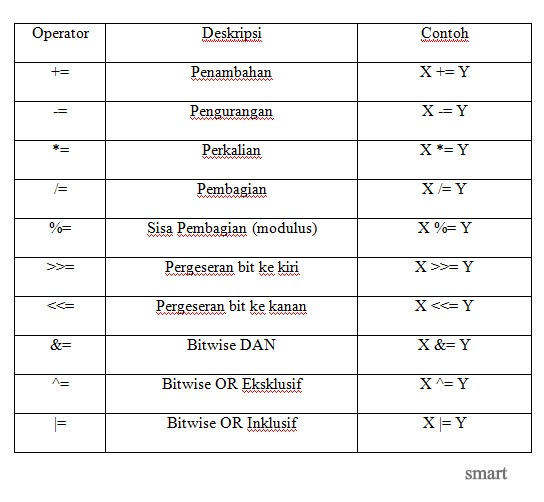 Operator Deskripsi Contoh
+= Penambahan X += Y
-= Pengurangan X -= Y
*= Perkalian X *= Y
/= Pembagian X /= Y
%= Sisa Pembagian (modulus) X %= Y
>>= Pergeseran bit ke kiri X >>= Y
<<= Pergeseran bit ke kanan X <<= Y
&= Bitwise DAN X &= Y
^= Bitwise OR Eksklusif X ^= Y
|= Bitwise OR Inklusif X |= Y
smart